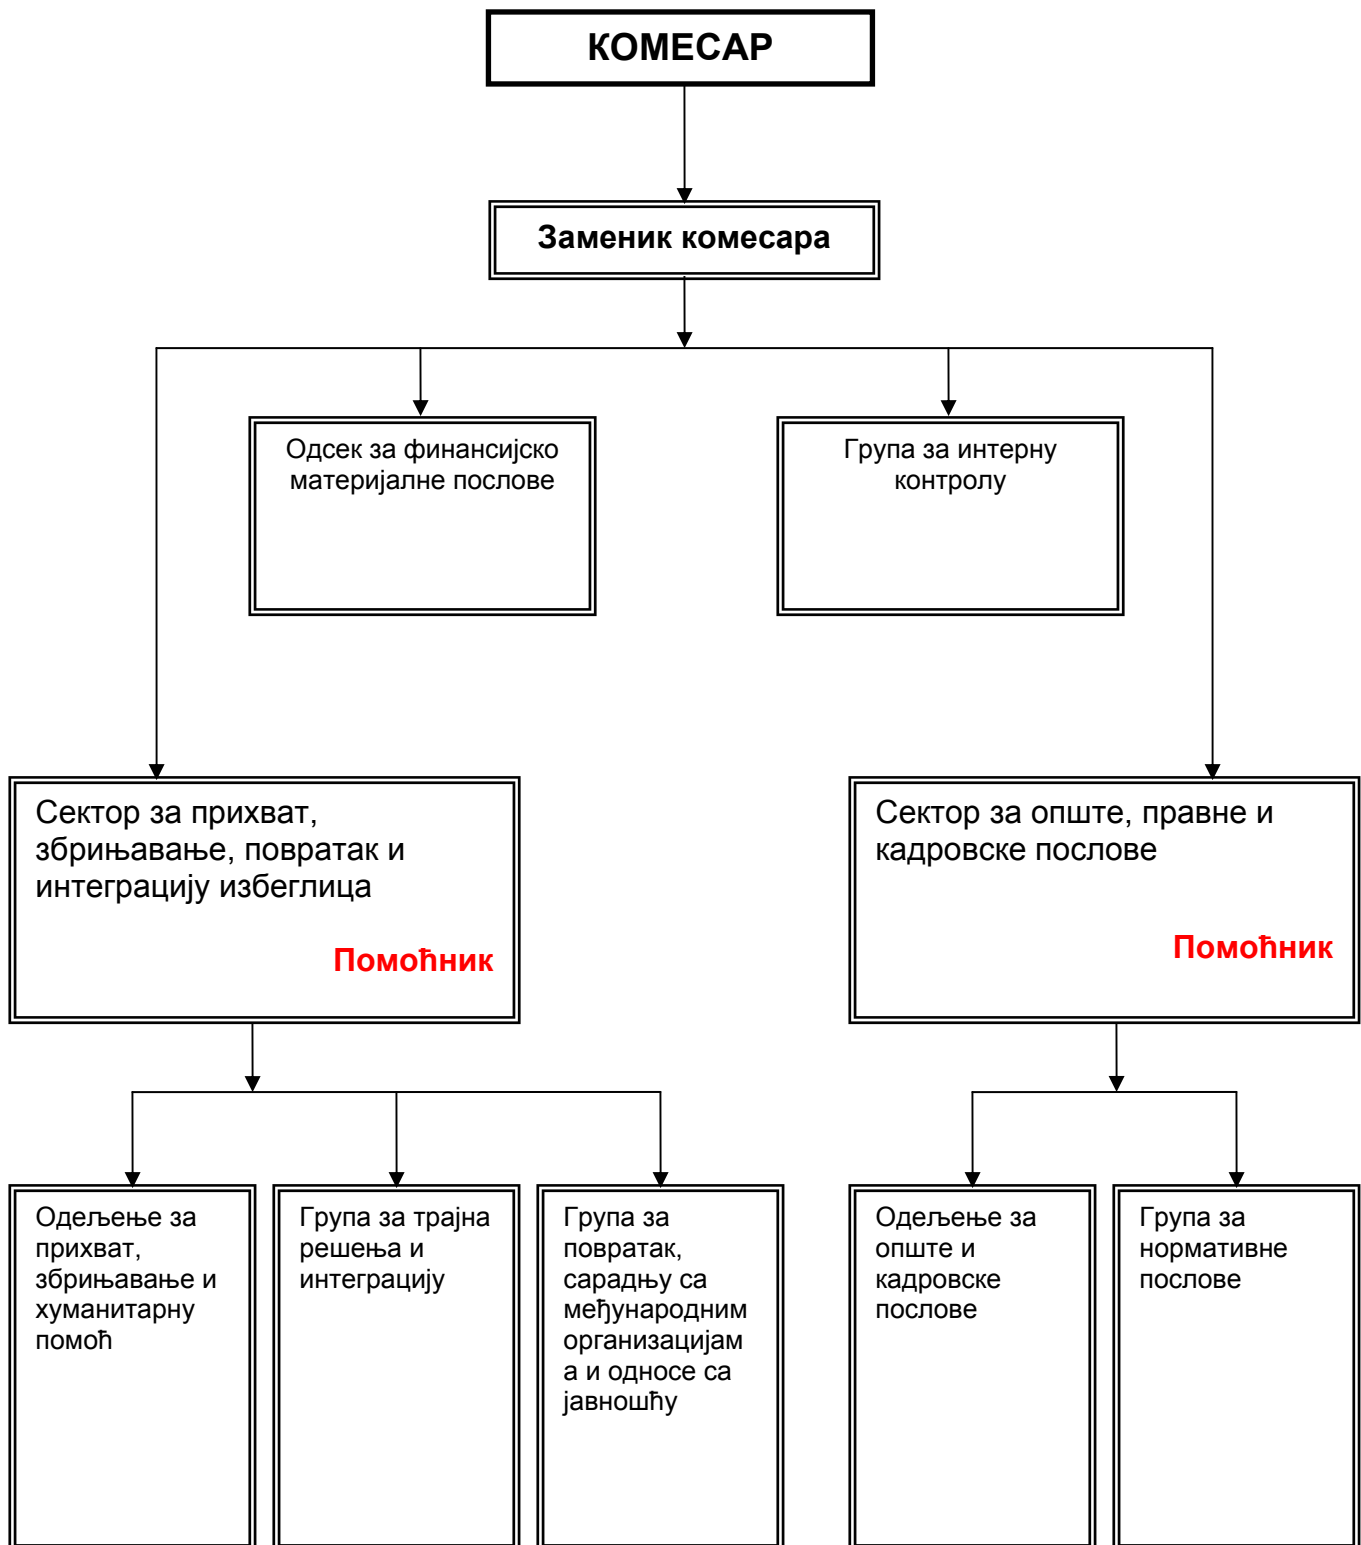 КОМЕСАР
Заменик комесара
Одсек за финансијско
материјалне послове
Група за интерну
контролу
Сектор за прихват,
збрињавање, повратак и
интеграцију избеглица
Помоћник
Сектор за опште, правне и
кадровске послове
Помоћник
Одељење за
прихват,
збрињавање и
хуманитарну
помоћ
Група за трајна
решења и
интеграцију
Група за
повратак,
сарадњу са
међународним
организацијам
а и односе са
јавношћу
Одељење за
опште и
кадровске
послове
Група за
нормативне
послове